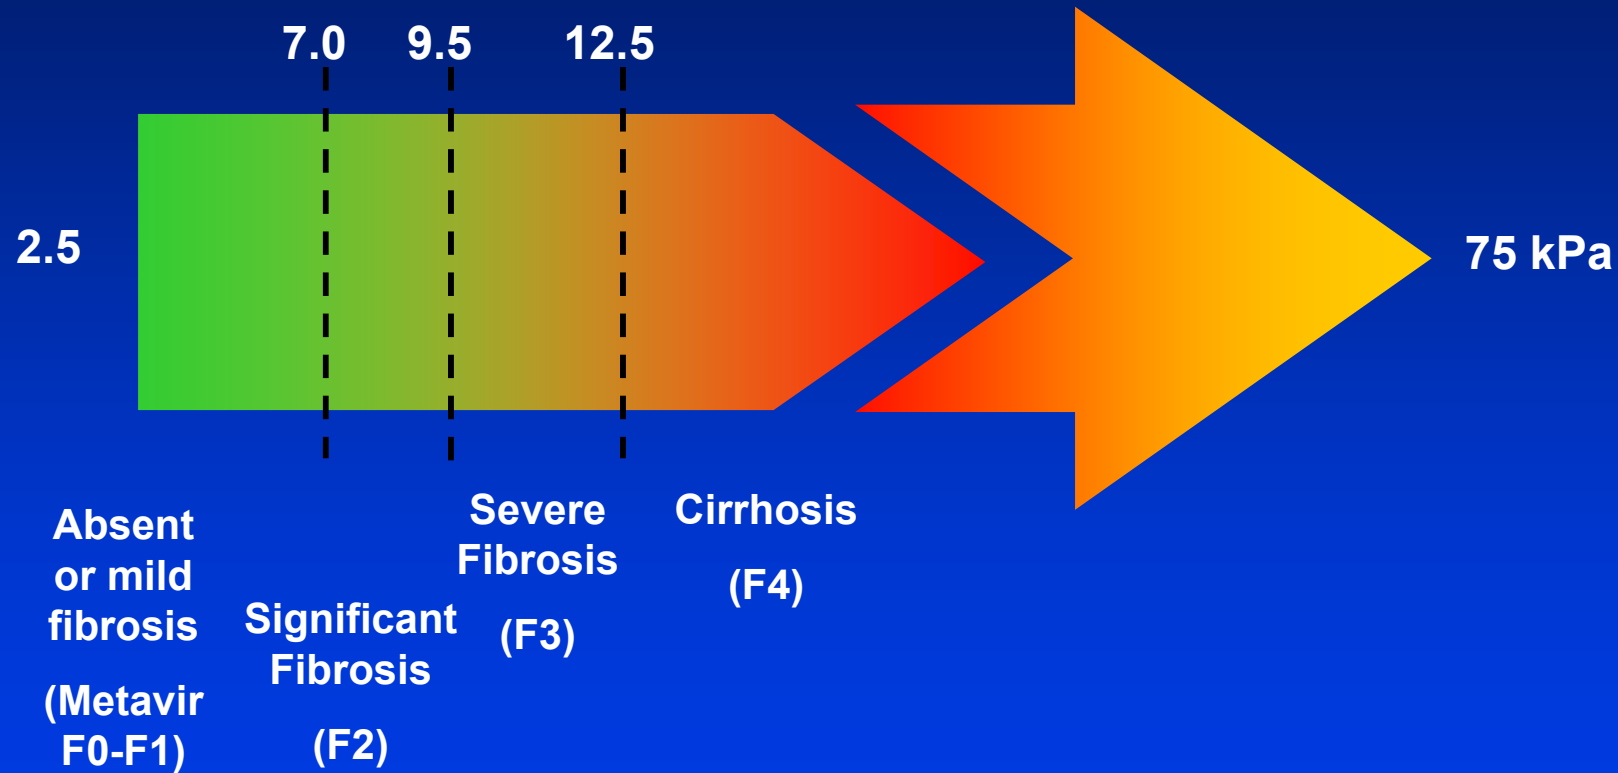 7.0 9.5 12.5
2.5
75 kPa
Absent
or mild
fibrosis
(Metavir
F0-F1)
Significant
Fibrosis
(F2)
Severe
Fibrosis
(F3)
Cirrhosis
(F4)